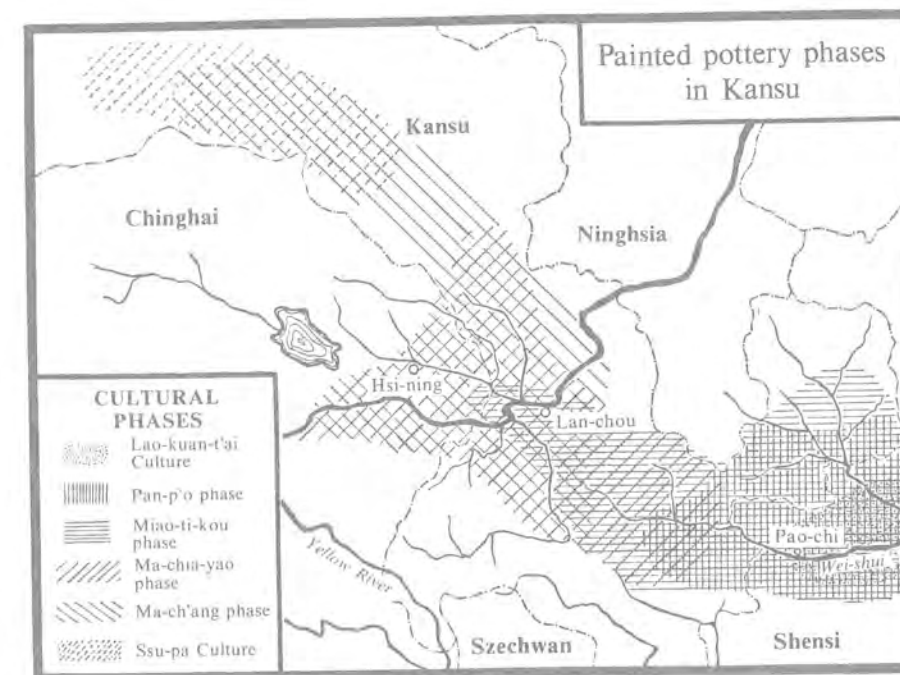 Painted pottery phases
in Kansu
Kansu
Chinghai
Ninghsia
Hsi-ning
Lan-chou
Pao-chi
Wei-shui
Yellow River
Szechwan
Shensi
CULTURAL
PHASES
Lao-kuan-t'ai
Culture
Pan-p'o phase
Miao-ti-kou
phase
Ma-chia-yao
phase
Ma-ch'ang phase
Ssu-pa Culture